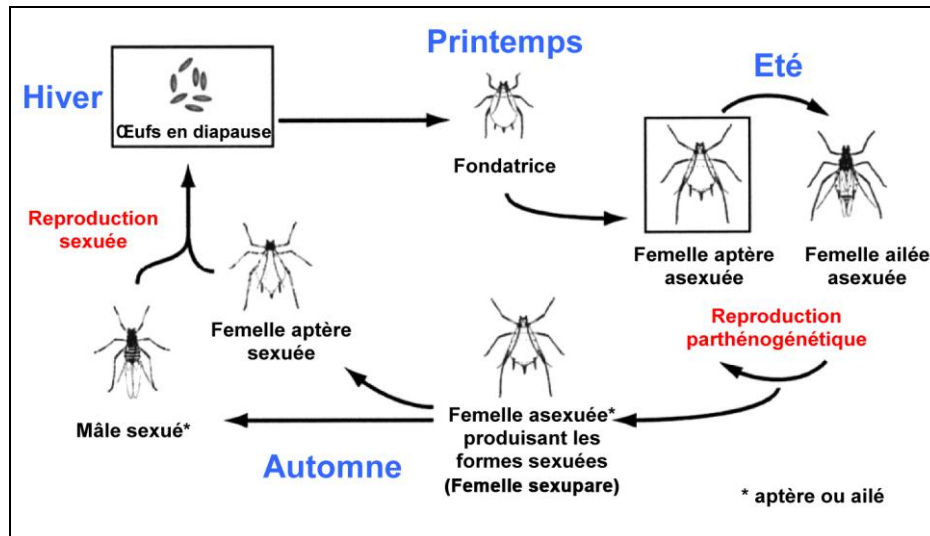 Printemps
Eté
Hiver
Œufs en diapause
Fondatrice
Reproduction
sexuée
Femelle aptère
asexuée
Femelle ailée
asexuée
Femelle aptère
sexuée
Reproduction
parthénogénétique
Mâle sexué*
Femelle asexuée*
produisant les
formes sexuées
(Femelle sexupare)
Automne
* aptère ou ailé